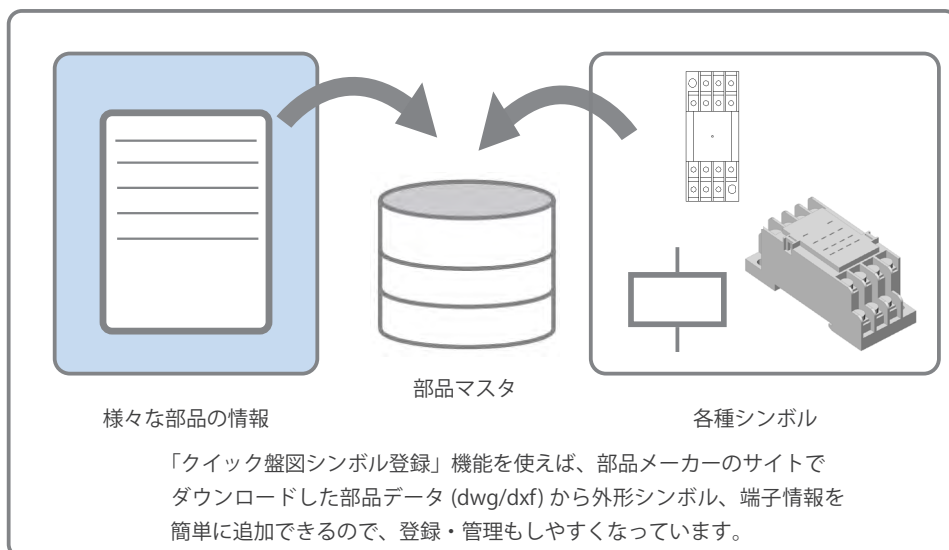 部品マスタ
様々な部品の情報
各種シンボル
「クイック盤図シンボル登録」機能を使えば、部品メーカーのサイトで
ダウンロードした部品データ (dwg/dxf) から外形シンボル、端子情報を
簡単に追加できるので、登録・管理もしやすくなっています。